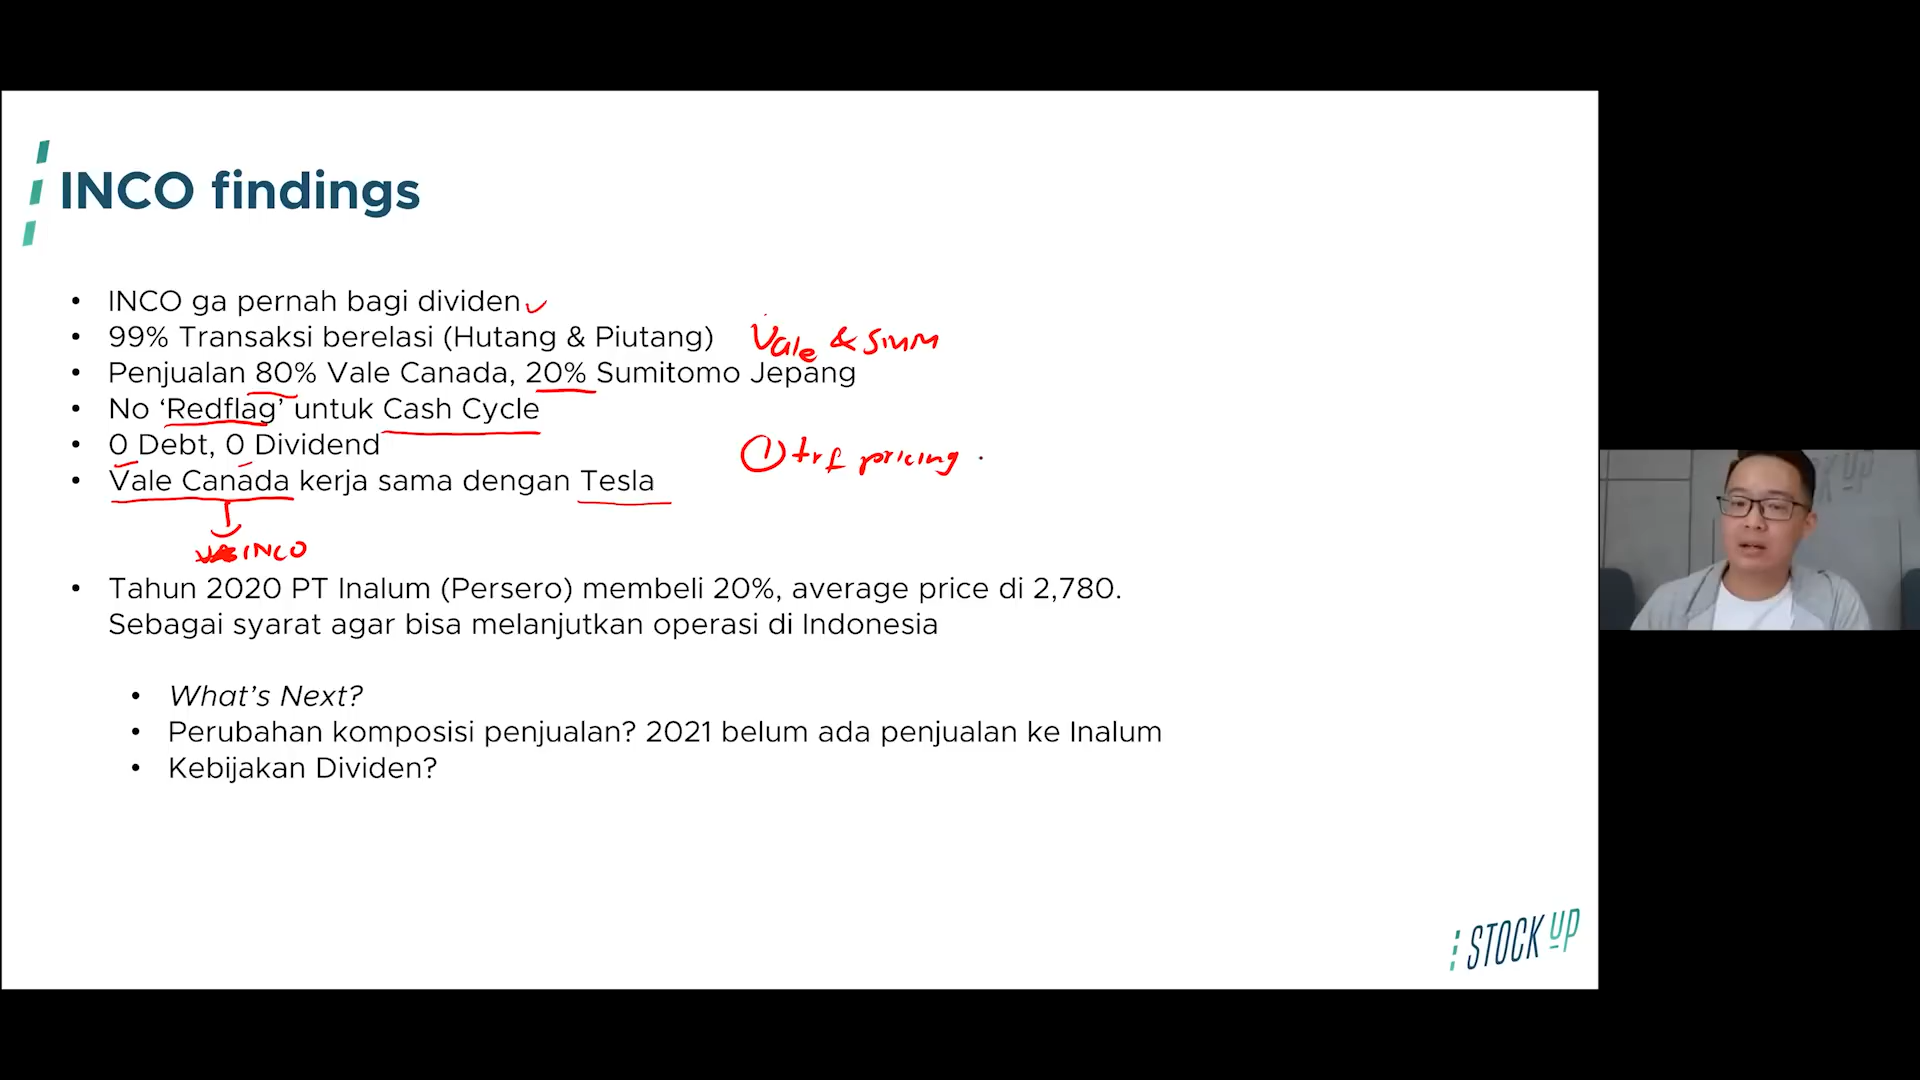 INCO findings
• INCO ga pernah bagi dividen
• 99% Transaksi berelasi (Hutang & Piutang) Vale & SMM
• Penjualan 80% Vale Canada, 20% Sumitomo Jepang
• No ‘Redflag’ untuk Cash Cycle
• 0 Debt, 0 Dividend
① trf pricing
• Vale Canada kerja sama dengan Tesla
INCO
• Tahun 2020 PT Inalum (Persero) membeli 20%, average price di 2,780.
Sebagai syarat agar bisa melanjutkan operasi di Indonesia
• What’s Next?
• Perubahan komposisi penjualan? 2021 belum ada penjualan ke Inalum
• Kebijakan Dividen?
STOCK UP